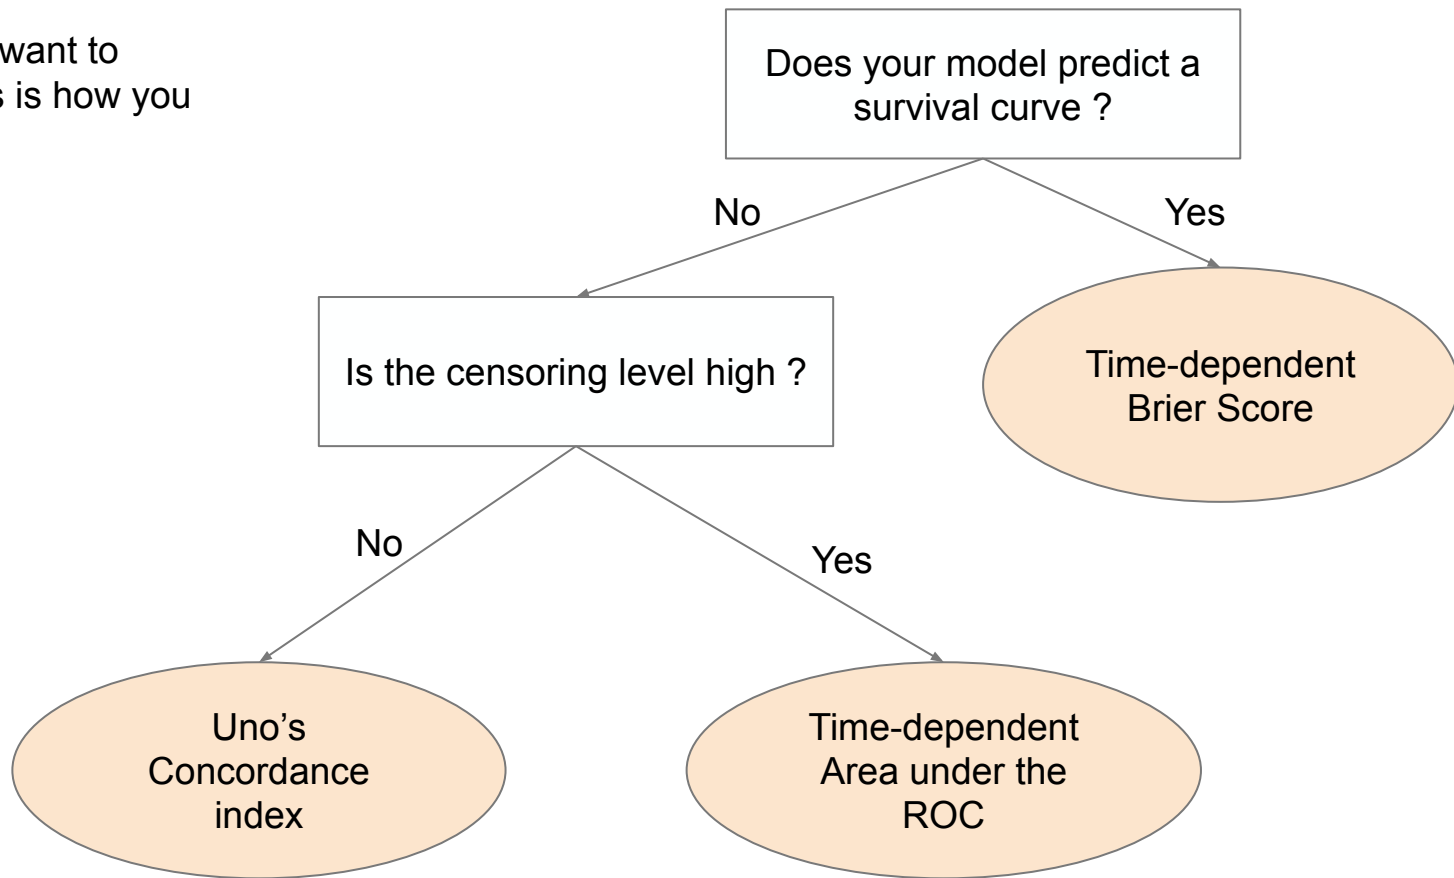 want to
s is how you
Does your model predict a
survival curve ?
No
Yes
Is the censoring level high ?
Time-dependent
Brier Score
No
Yes
Uno’s
Concordance
index
Time-dependent
Area under the
ROC